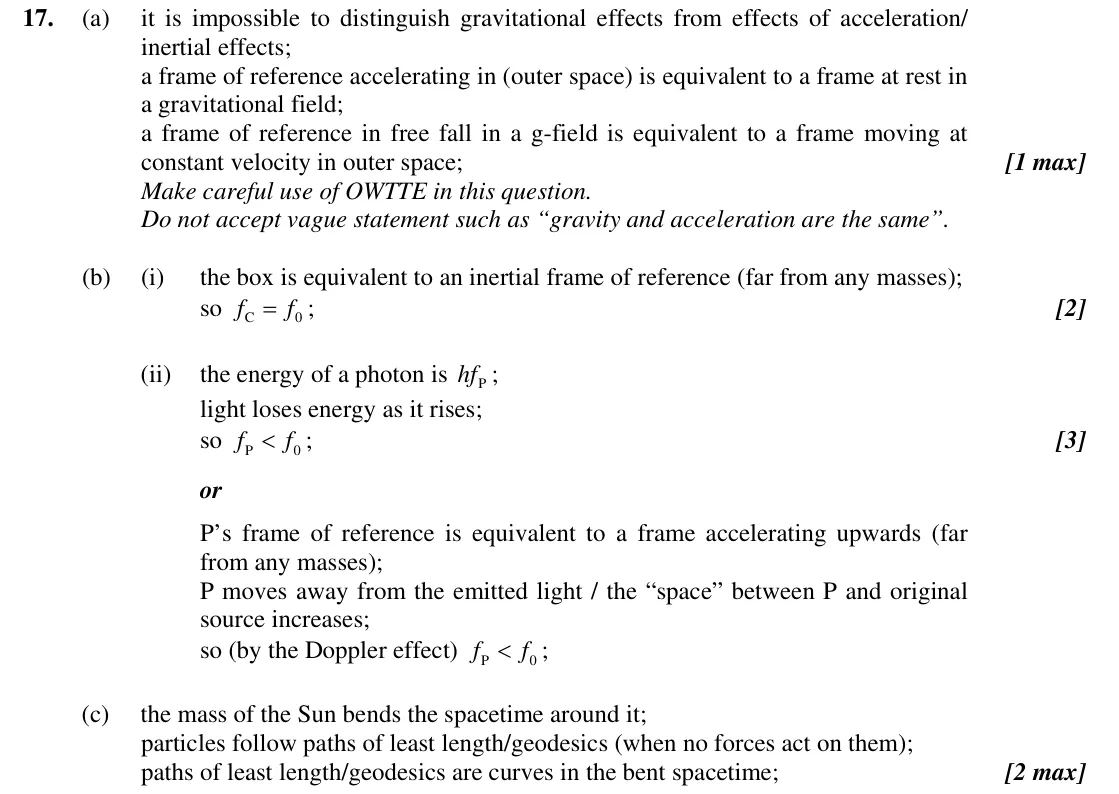 17. (a) it is impossible to distinguish gravitational effects from effects of acceleration/
inertial effects;
a frame of reference accelerating in (outer space) is equivalent to a frame at rest in
a gravitational field;
a frame of reference in free fall in a g-field is equivalent to a frame moving at
constant velocity in outer space; [1 max]
Make careful use of OWTTE in this question.
Do not accept vague statement such as “gravity and acceleration are the same”.
(b) (i) the box is equivalent to an inertial frame of reference (far from any masses);
so f_C = f_0 ; [2]
(ii) the energy of a photon is hf_P ;
light loses energy as it rises;
so f_P < f_0 ; [3]
or
P’s frame of reference is equivalent to a frame accelerating upwards (far
from any masses);
P moves away from the emitted light / the “space” between P and original
source increases;
so (by the Doppler effect) f_P < f_0 ;
(c) the mass of the Sun bends the spacetime around it;
particles follow paths of least length/geodesics (when no forces act on them);
paths of least length/geodesics are curves in the bent spacetime; [2 max]